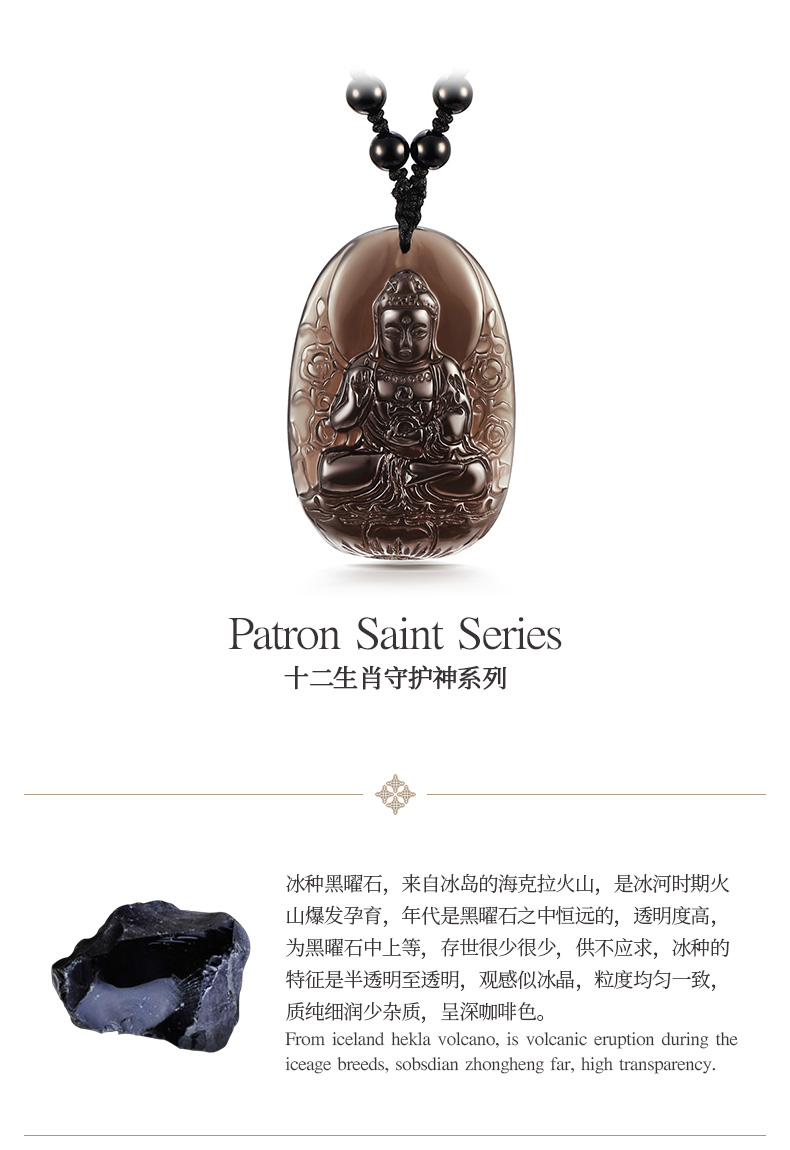 Patron Saint Series
十二生肖守护神系列
冰种黑曜石，来自冰岛的海克拉火山，是冰河时期火
山爆发孕育，年代是黑曜石之中恒远的，透明度高，
为黑曜石中上等，存世很少很少，供不应求，冰种的
特征是半透明至透明，观感似冰晶，粒度均匀一致，
质纯细润少杂质，呈深咖啡色。
From iceland hekla volcano, is volcanic eruption during the
iceage breeds, sobsdian zhongheng far, high transparency.